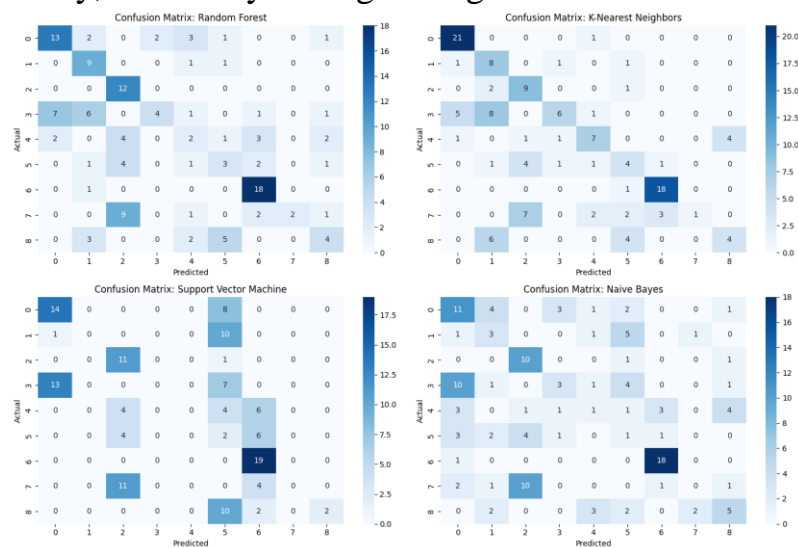 Confusion Matrix: Random Forest
0 13 2 0 2 3 1 0 0 1
1 0 9 0 0 1 1 0 0 0
2 0 0 12 0 0 0 0 0 0
3 7 6 0 4 1 0 1 0 1
4 2 0 4 0 2 1 3 0 2
5 0 1 4 0 1 3 2 0 1
6 0 1 0 0 0 0 18 0 0
7 0 0 9 0 1 0 2 2 1
8 0 3 0 0 2 5 0 0 4
0 1 2 3 4 5 6 7 8
Actual
Predicted
18
16
14
12
10
8
6
4
2
0
Confusion Matrix: K-Nearest Neighbors
0 21 0 0 0 1 0 0 0 0
1 1 8 0 1 0 1 0 0 0
2 0 2 9 0 0 1 0 0 0
3 5 8 0 6 1 0 0 0 0
4 1 0 1 1 7 0 0 0 4
5 0 1 4 1 1 4 1 0 0
6 0 0 0 0 0 1 18 0 0
7 0 0 7 0 2 2 3 1 0
8 0 6 0 0 0 4 0 0 4
0 1 2 3 4 5 6 7 8
Actual
Predicted
20.0
17.5
15.0
12.5
10.0
7.5
5.0
2.5
0.0
Confusion Matrix: Support Vector Machine
0 14 0 0 0 0 8 0 0 0
1 1 0 0 0 0 10 0 0 0
2 0 0 11 0 0 1 0 0 0
3 13 0 0 0 0 7 0 0 0
4 0 0 4 0 0 4 6 0 0
5 0 0 4 0 0 2 6 0 0
6 0 0 0 0 0 0 19 0 0
7 0 0 11 0 0 0 4 0 0
8 0 0 0 0 0 10 2 0 2
0 1 2 3 4 5 6 7 8
Actual
Predicted
17.5
15.0
12.5
10.0
7.5
5.0
2.5
0.0
Confusion Matrix: Naive Bayes
0 11 4 0 3 1 2 0 0 1
1 1 3 0 0 1 5 0 1 0
2 0 0 10 0 0 1 0 0 1
3 10 1 0 3 1 4 0 0 1
4 3 0 1 1 1 1 3 0 4
5 3 2 4 1 0 1 1 0 0
6 1 0 0 0 0 0 18 0 0
7 2 1 10 0 0 0 1 0 1
8 0 2 0 0 3 2 0 2 5
0 1 2 3 4 5 6 7 8
Actual
Predicted
18
16
14
12
10
8
6
4
2
0